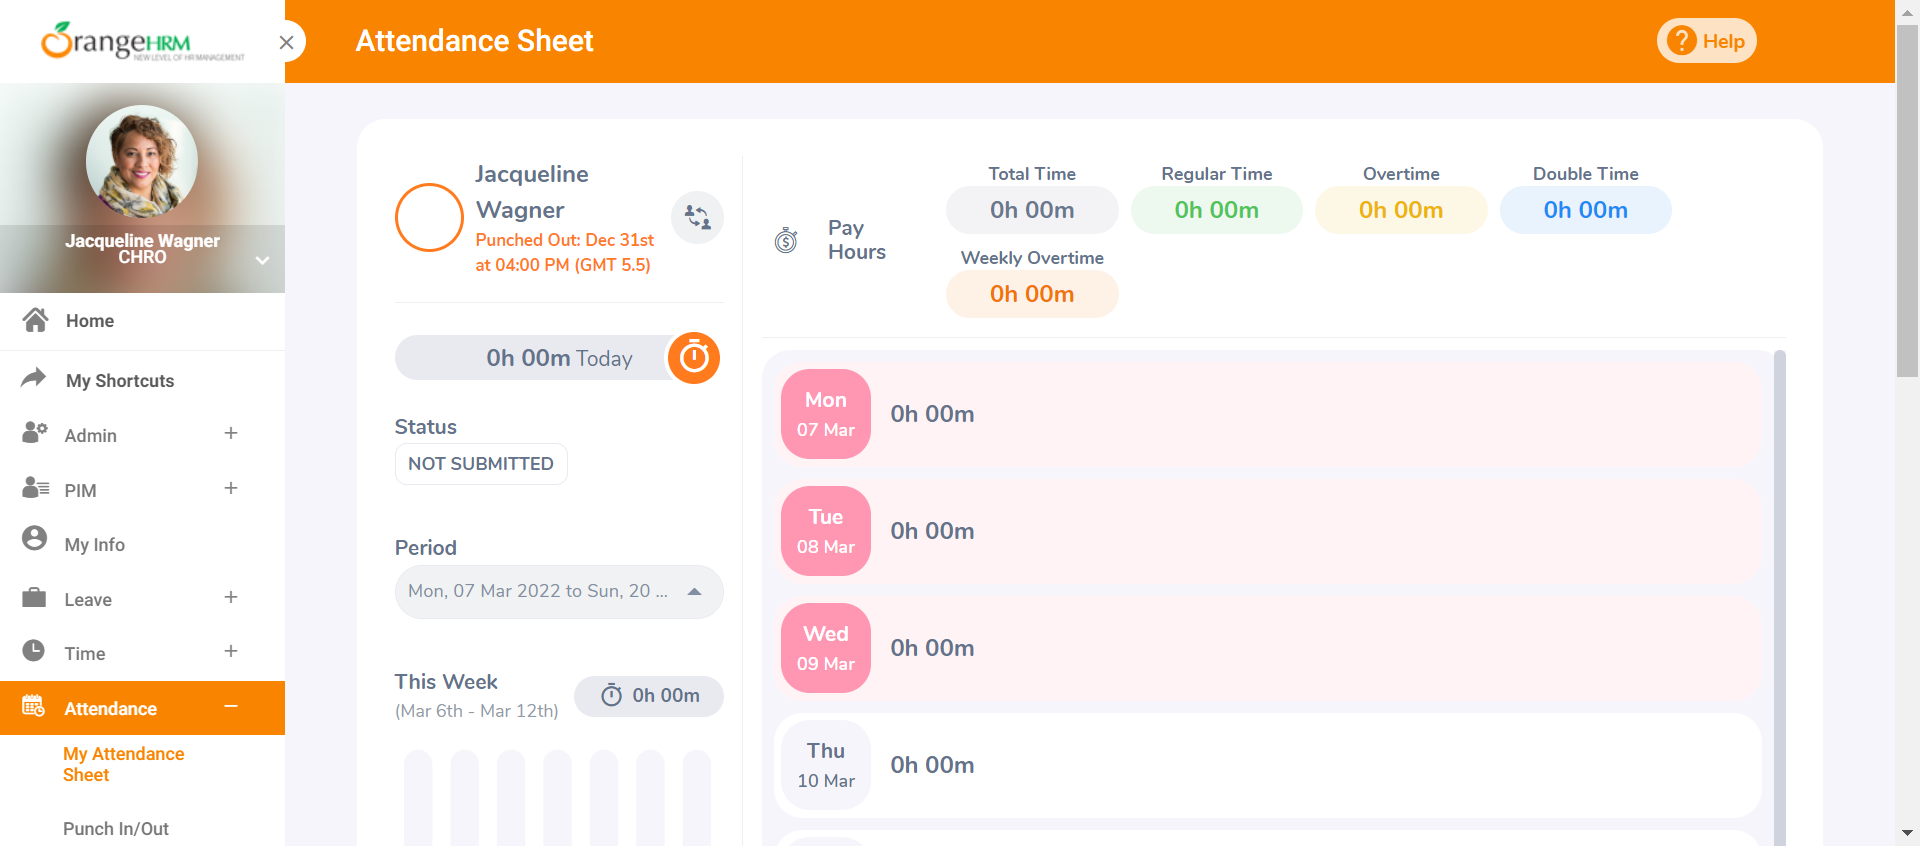 OrangeHRM
NEW LEVEL OF HR MANAGEMENT
Attendance Sheet
? Help
Jacqueline Wagner
CHRO
Home
My Shortcuts
Admin +
PIM +
My Info
Leave +
Time +
Attendance −
My Attendance
Sheet
Punch In/Out
Jacqueline
Wagner
Punched Out: Dec 31st
at 04:00 PM (GMT 5.5)
0h 00m Today
Status
NOT SUBMITTED
Period
Mon, 07 Mar 2022 to Sun, 20 ...
This Week
(Mar 6th - Mar 12th)
0h 00m
$
Pay
Hours
Total Time
0h 00m
Regular Time
0h 00m
Overtime
0h 00m
Double Time
0h 00m
Weekly Overtime
0h 00m
Mon
07 Mar
0h 00m
Tue
08 Mar
0h 00m
Wed
09 Mar
0h 00m
Thu
10 Mar
0h 00m